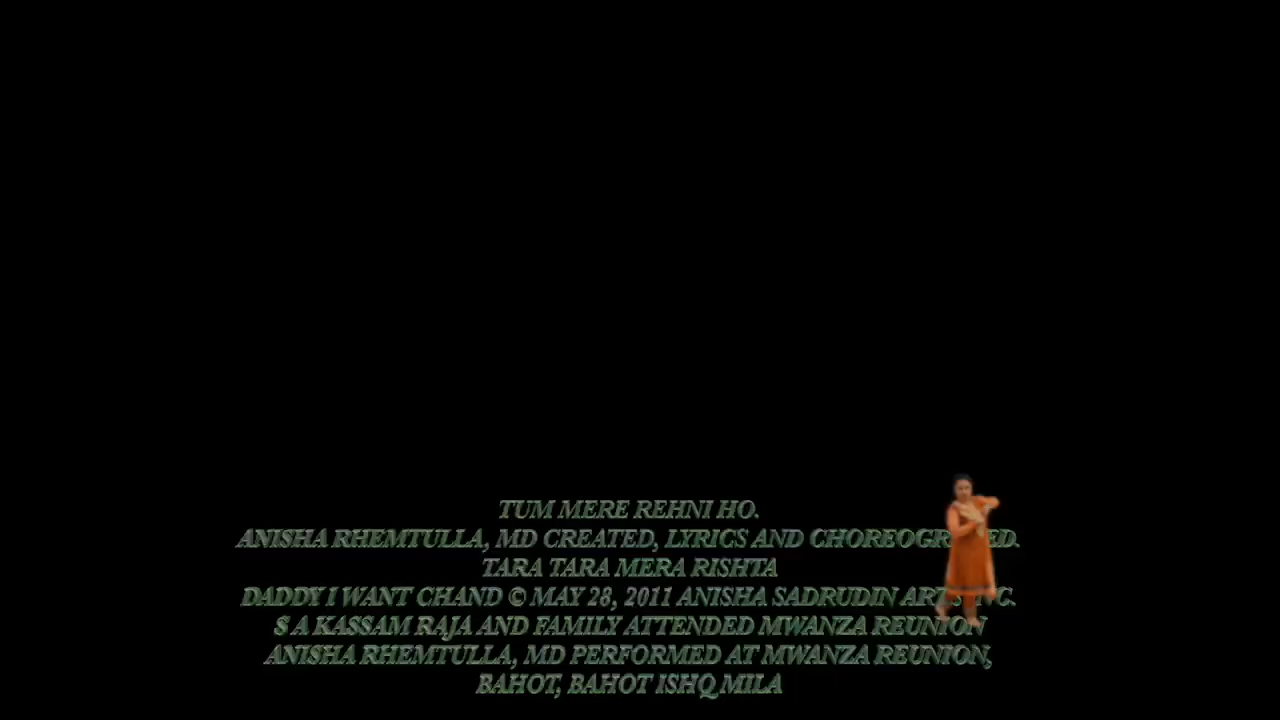 TUM MERE REHNI HO.
ANISHA RHEMTULLA, MD CREATED, LYRICS AND
TARA TARA MERA RISHTA
DADDY I WANT CHAND © MAY 28, 2011 ANISHA SADRUDIN
S A KASSAM RAJA AND FAMILY ATTENDED MWANZA REUNION
ANISHA RHEMTULLA, MD PERFORMED AT MWANZA REUNION,
BAHOT, BAHOT ISHQ MILA